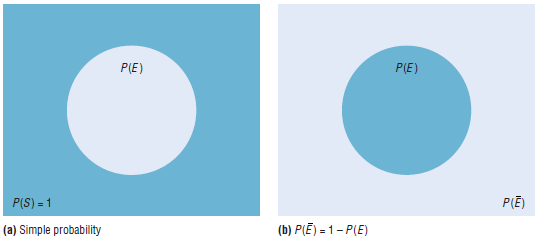 P(E)
P(S) = 1
(a) Simple probability
P(E)
P(Ē)
(b) P(Ē) = 1 – P(E)